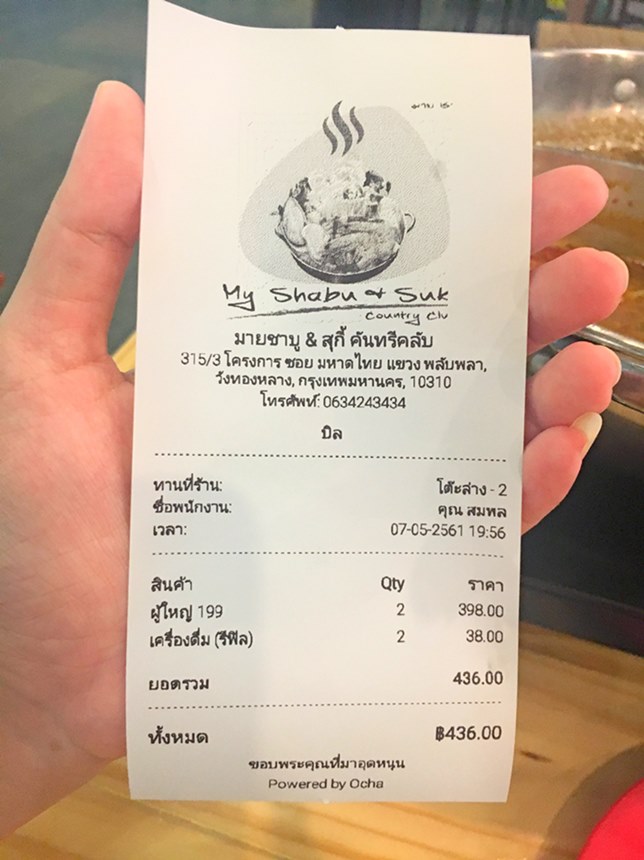 My Shabu & Suk
Country Clu
มายชาบู & สุกี้ คันทรีคลับ
315/3 โครงการ ซอย มหาดไทย แขวง พลับพลา,
วังทองหลาง, กรุงเทพมหานคร, 10310
โทรศัพท์: 0634243434
บิล
ทานที่ร้าน: โต๊ะล่าง - 2
ชื่อพนักงาน: คุณ สมพล
เวลา: 07-05-2561 19:56
สินค้า Qty ราคา
ผู้ใหญ่ 199 2 398.00
เครื่องดื่ม (รีฟิล) 2 38.00
ยอดรวม 436.00
ทั้งหมด ฿436.00
ขอบพระคุณที่มาอุดหนุน
Powered by Ocha